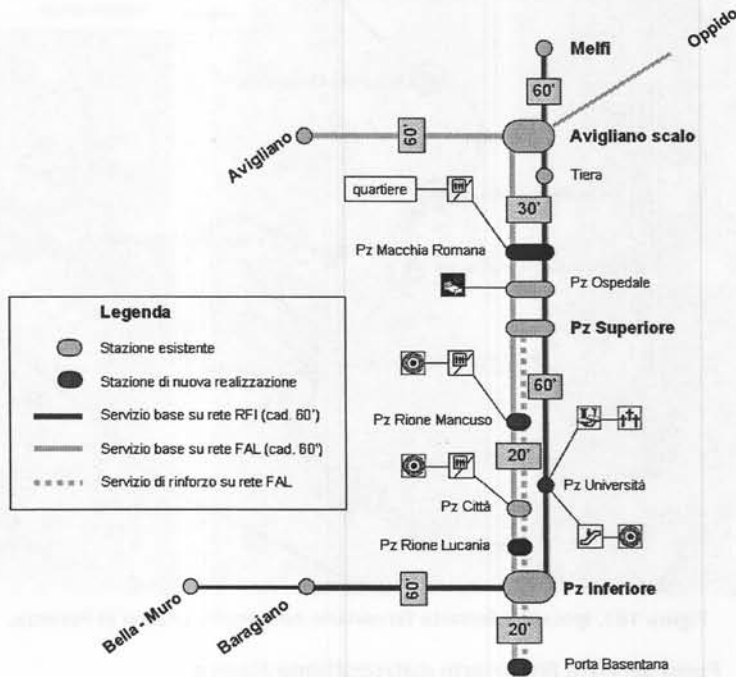 Oppido
Melfi
60'
Avigliano scalo
60'
Avigliano
Tiera
quartiere
30'
Pz Macchia Romana
Pz Ospedale
Legenda
Stazione esistente
Stazione di nuova realizzazione
Servizio base su rete RFI (cad. 60')
Servizio base su rete FAL (cad. 60')
Servizio di rinforzo su rete FAL
Pz Superiore
60'
Pz Rione Mancuso
20'
Pz Università
Pz Città
Pz Rione Lucania
Pz Inferiore
60'
Bella - Muro
Baragiano
20'
Porta Basentana